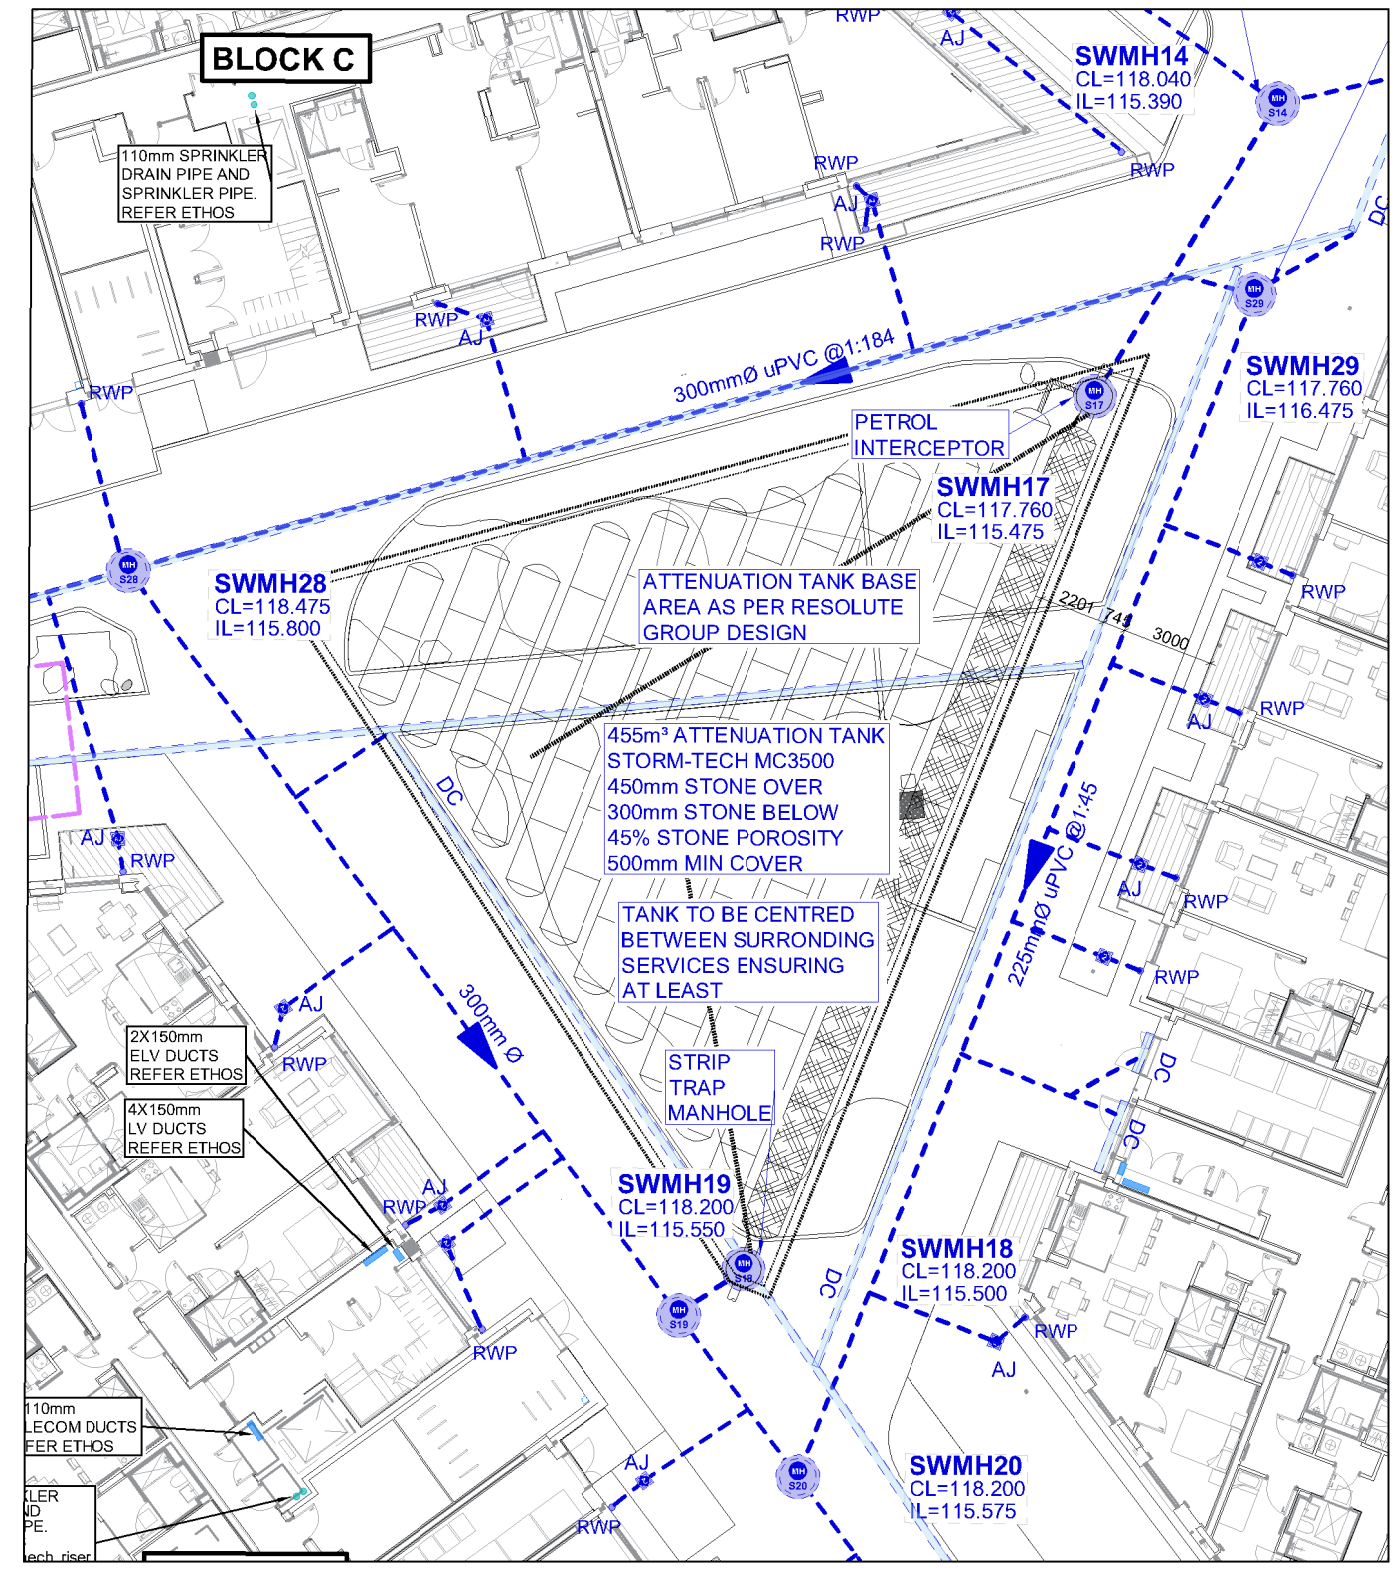 BLOCK C
110mm SPRINKLER
DRAIN PIPE AND
SPRINKLER PIPE.
REFER ETHOS
RWP
AJ
SWMH14
CL=118.040
IL=115.390
MH
S14
RWP
RWP
AJ
RWP
DC
RWP
AJ
MH
S29
300mmØ uPVC @1:184
SWMH29
CL=117.760
IL=116.475
RWP
MH
S17
PETROL
INTERCEPTOR
SWMH17
CL=117.760
IL=115.475
MH
S28
SWMH28
CL=118.475
IL=115.800
ATTENUATION TANK BASE
AREA AS PER RESOLUTE
GROUP DESIGN
2201
745
3000
RWP
RWP
AJ
455m³ ATTENUATION TANK
STORM-TECH MC3500
450mm STONE OVER
300mm STONE BELOW
45% STONE POROSITY
500mm MIN COVER
DC
225mmØ uPVC @1:45
AJ
RWP
AJ
RWP
TANK TO BE CENTRED
BETWEEN SURRONDING
SERVICES ENSURING
AT LEAST
RWP
AJ
RWP
300mm Ø
2X150mm
ELV DUCTS
REFER ETHOS
4X150mm
LV DUCTS
REFER ETHOS
STRIP
TRAP
MANHOLE
DC
DC
AJ
RWP
SWMH19
CL=118.200
IL=115.550
MH
S18
SWMH18
CL=118.200
IL=115.500
DC
MH
S19
RWP
RWP
AJ
110mm
LECOM DUCTS
FER ETHOS
AJ
RWP
MH
S20
SWMH20
CL=118.200
IL=115.575
KLER
ND
PE.
mech riser